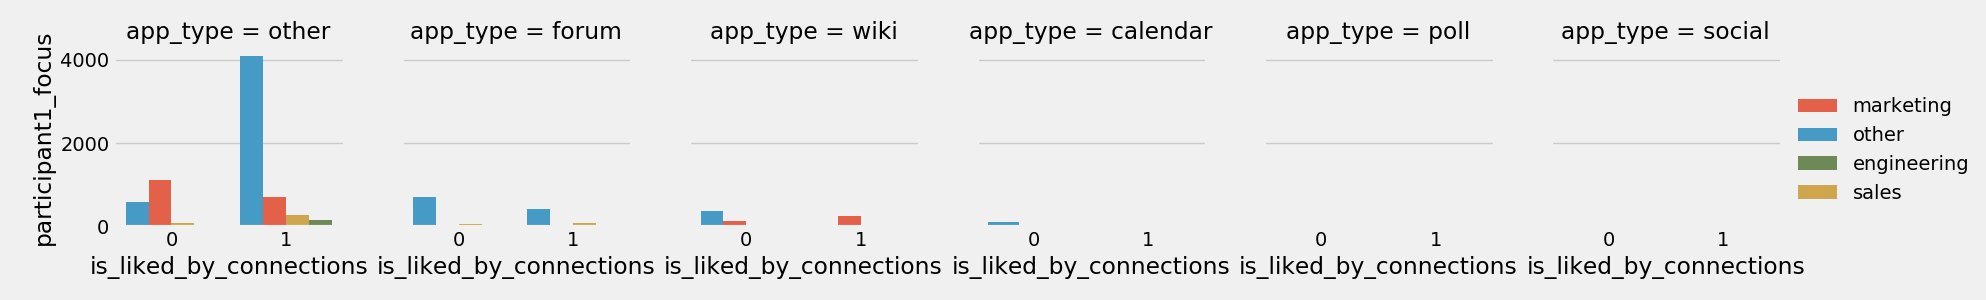 app_type = other
app_type = forum
app_type = wiki
app_type = calendar
app_type = poll
app_type = social
participant1_focus
4000
2000
0
0 1
0 1
0 1
0 1
0 1
0 1
is_liked_by_connections
is_liked_by_connections
is_liked_by_connections
is_liked_by_connections
is_liked_by_connections
is_liked_by_connections
marketing
other
engineering
sales